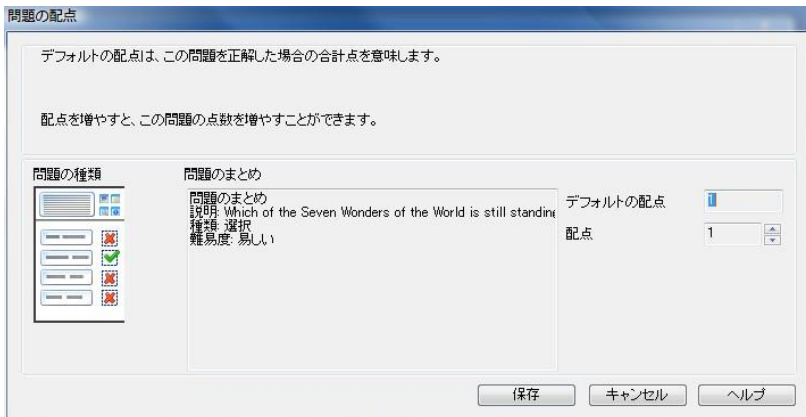 問題の配点
デフォルトの配点は、この問題を正解した場合の合計点を意味します。
配点を増やすと、この問題の点数を増やすことができます。
問題の種類
問題のまとめ
問題のまとめ
説明: Which of the Seven Wonders of the World is still standing
種類: 選択
難易度: 易しい
デフォルトの配点
1
配点
1
保存
キャンセル
ヘルプ